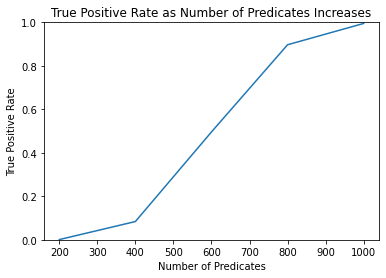 True Positive Rate as Number of Predicates Increases
True Positive Rate
1.0
0.8
0.6
0.4
0.2
0.0
200 300 400 500 600 700 800 900 1000
Number of Predicates